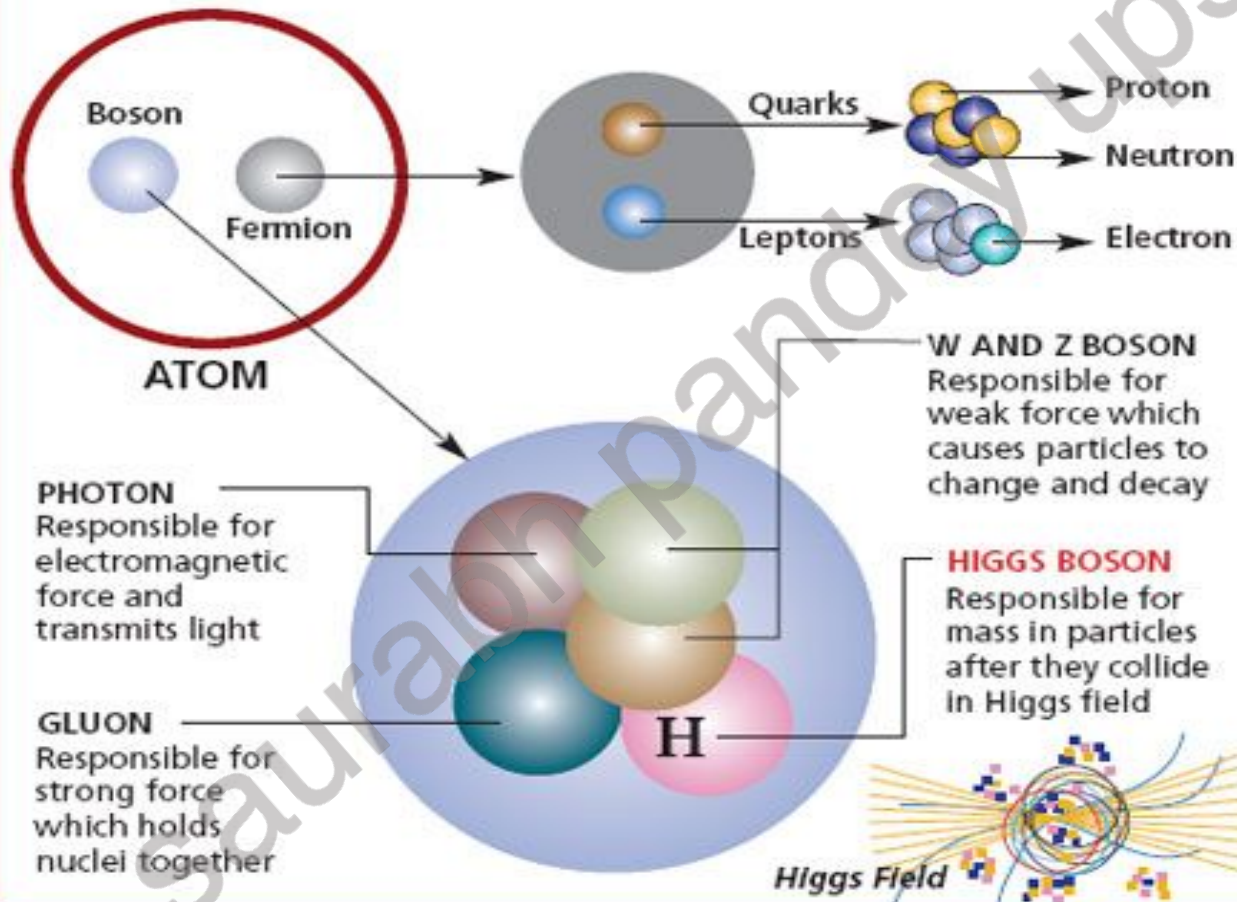 Boson
Fermion
ATOM
Quarks
Leptons
Proton
Neutron
Electron
W AND Z BOSON
Responsible for
weak force which
causes particles to
change and decay
PHOTON
Responsible for
electromagnetic
force and
transmits light
HIGGS BOSON
Responsible for
mass in particles
after they collide
in Higgs field
GLUON
Responsible for
strong force
which holds
nuclei together
H
Higgs Field
saurabh pandey ups